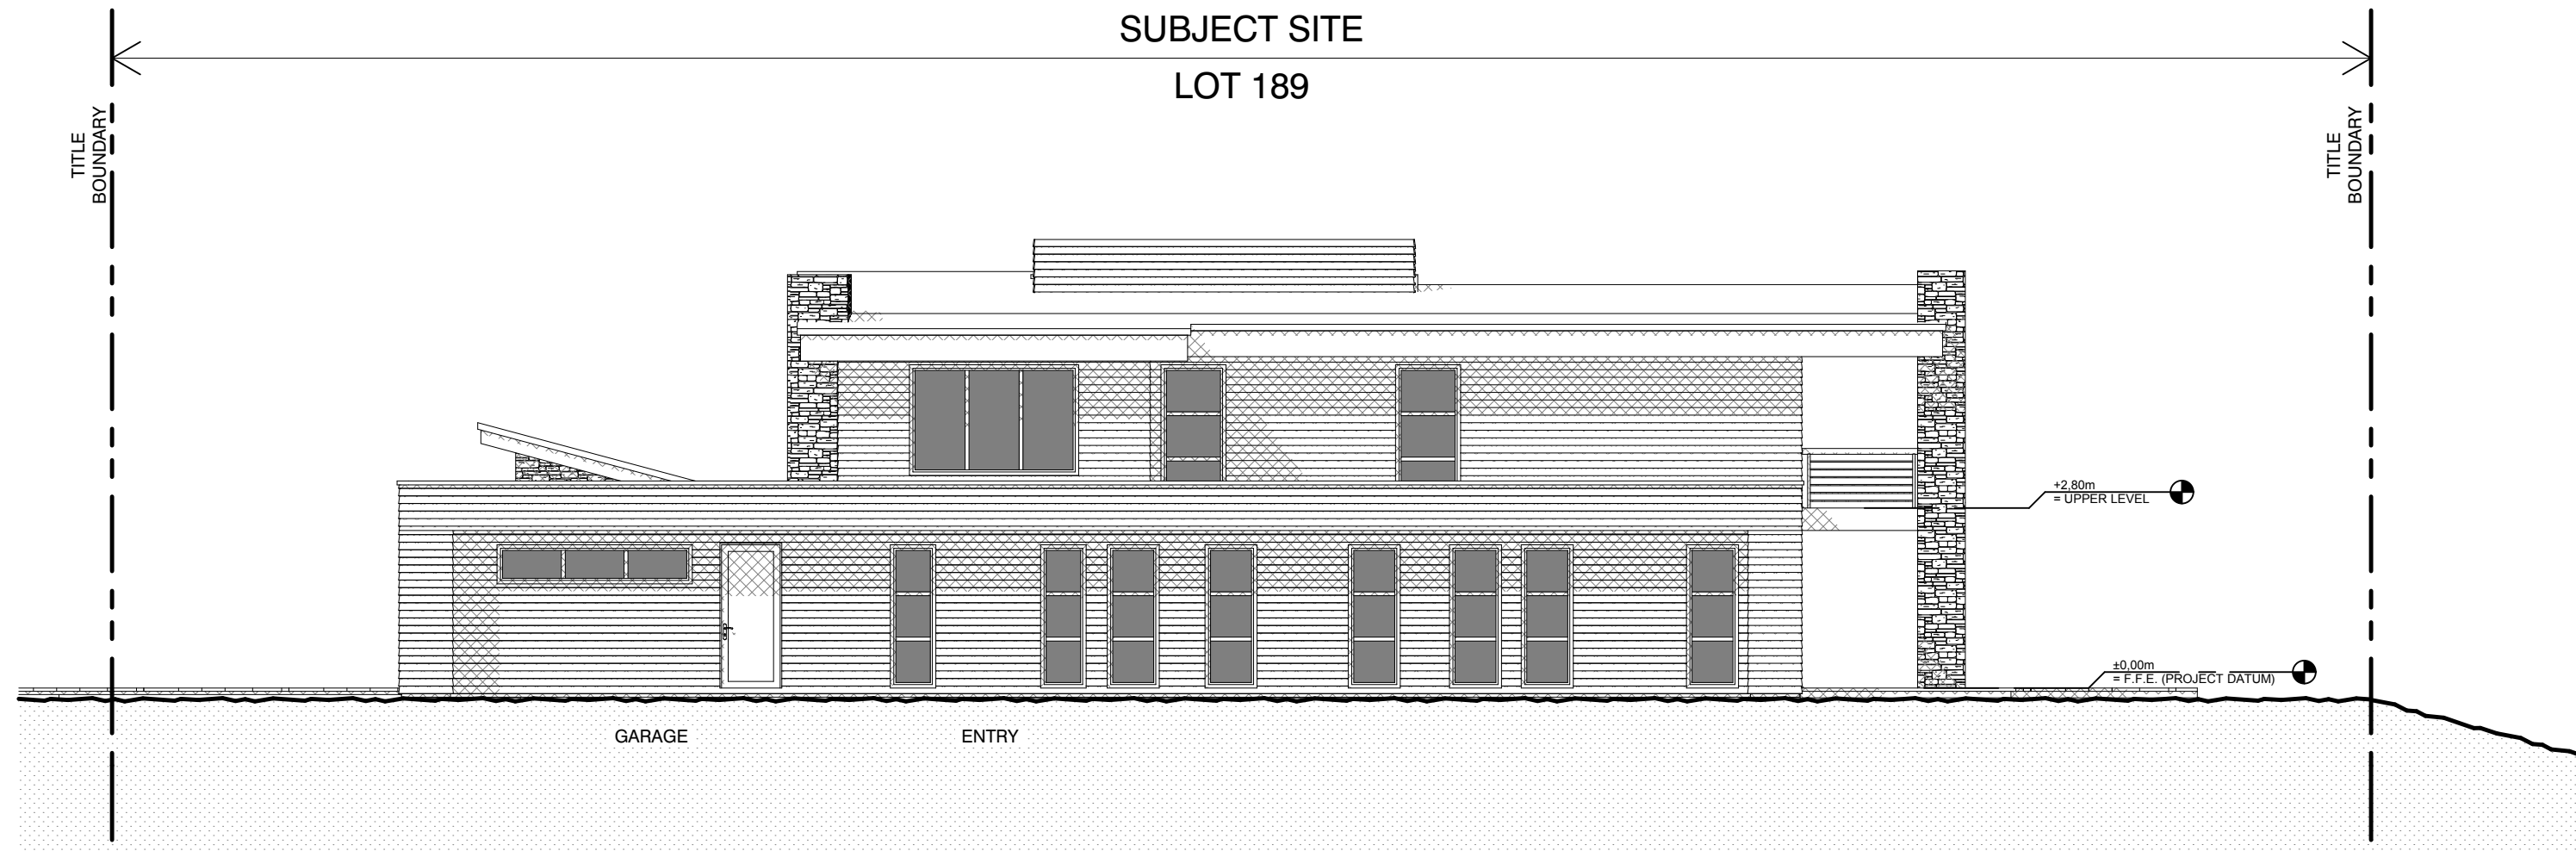 SUBJECT SITE
LOT 189
TITLE
BOUNDARY
TITLE
BOUNDARY
+2,80m
= UPPER LEVEL
±0,00m
= F.F.E. (PROJECT DATUM)
GARAGE
ENTRY